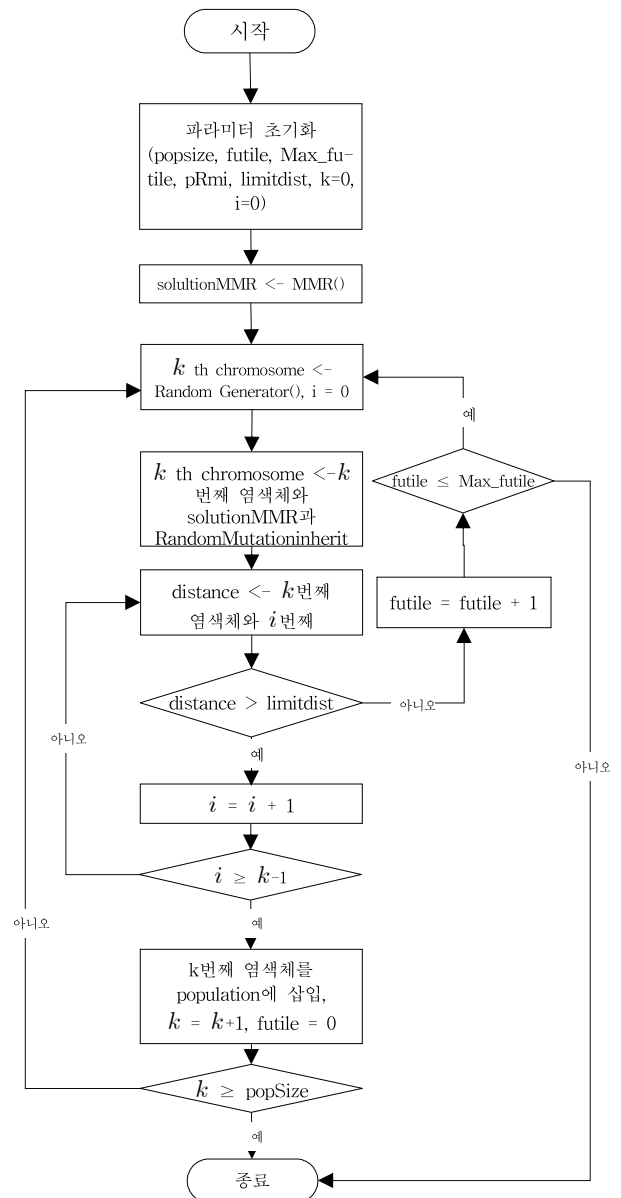 시작
파라미터 초기화
(popsize, futile, Max_fu-
tile, pRmi, limitdist, k=0,
i=0)
solultionMMR <- MMR()
k th chromosome <-
Random Generator(), i = 0
예
k th chromosome <-k
번째 염색체와
solutionMMR과
RandomMutationinherit
futile ≤ Max_futile
distance <- k번째
염색체와 i번째
futile = futile + 1
distance > limitdist
아니오
아니오
예
아니오
i = i + 1
i ≥ k-1
예
아니오
k번째 염색체를
population에 삽입,
k = k+1, futile = 0
k ≥ popSize
예
종료